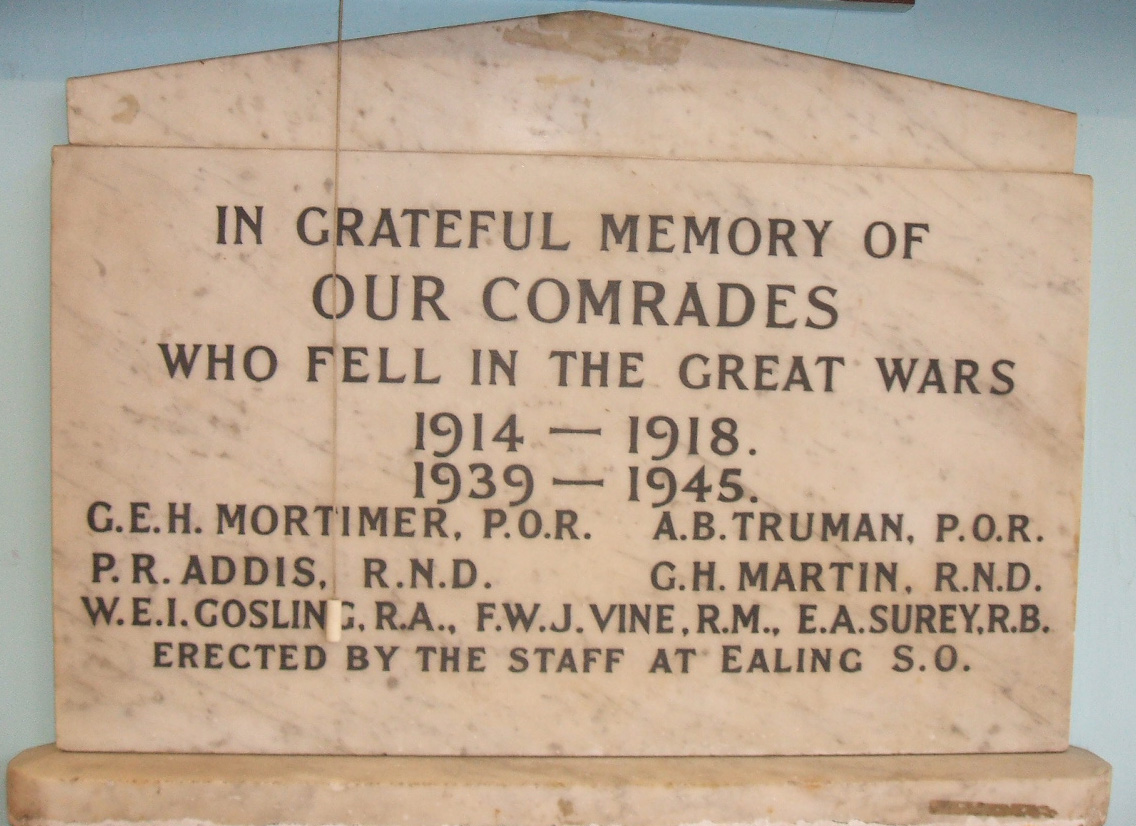 IN GRATEFUL MEMORY OF
OUR COMRADES
WHO FELL IN THE GREAT WARS
1914 — 1918.
1939 — 1945.
G.E.H. MORTIMER, P.O.R. A.B. TRUMAN, P.O.R.
P.R. ADDIS, R.N.D. G.H. MARTIN, R.N.D.
W.E.I. GOSLING, R.A., F.W.J. VINE, R.M., E.A. SUREY, R.B.
ERECTED BY THE STAFF AT EALING S.O.